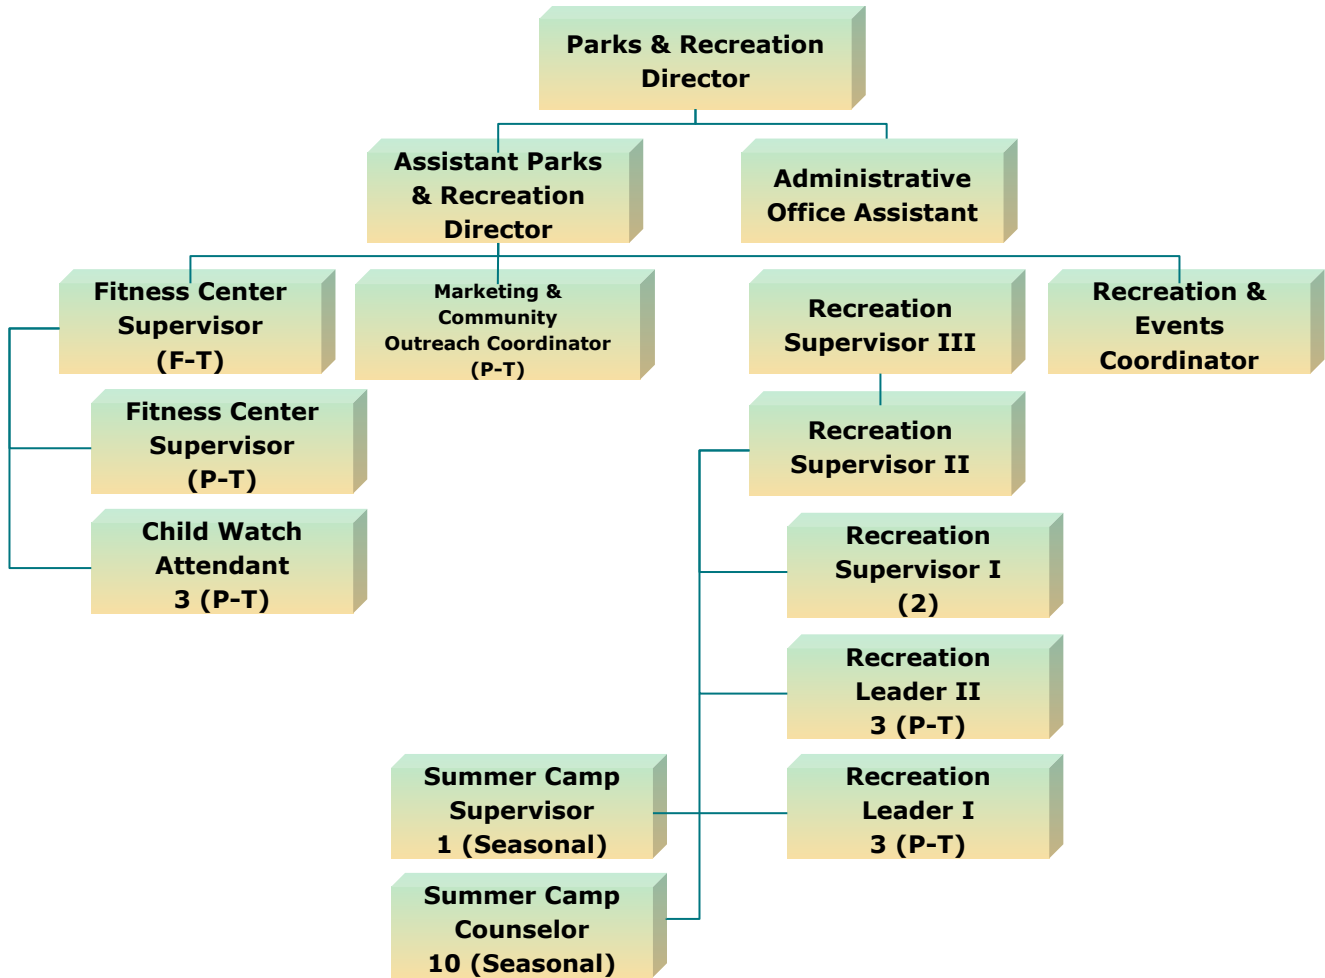 Parks & Recreation
Director
Assistant Parks
& Recreation
Director
Administrative
Office Assistant
Fitness Center
Supervisor
(F-T)
Marketing &
Community
Outreach Coordinator
(P-T)
Recreation
Supervisor III
Recreation &
Events
Coordinator
Fitness Center
Supervisor
(P-T)
Recreation
Supervisor II
Child Watch
Attendant
3 (P-T)
Recreation
Supervisor I
(2)
Recreation
Leader II
3 (P-T)
Summer Camp
Supervisor
1 (Seasonal)
Recreation
Leader I
3 (P-T)
Summer Camp
Counselor
10 (Seasonal)